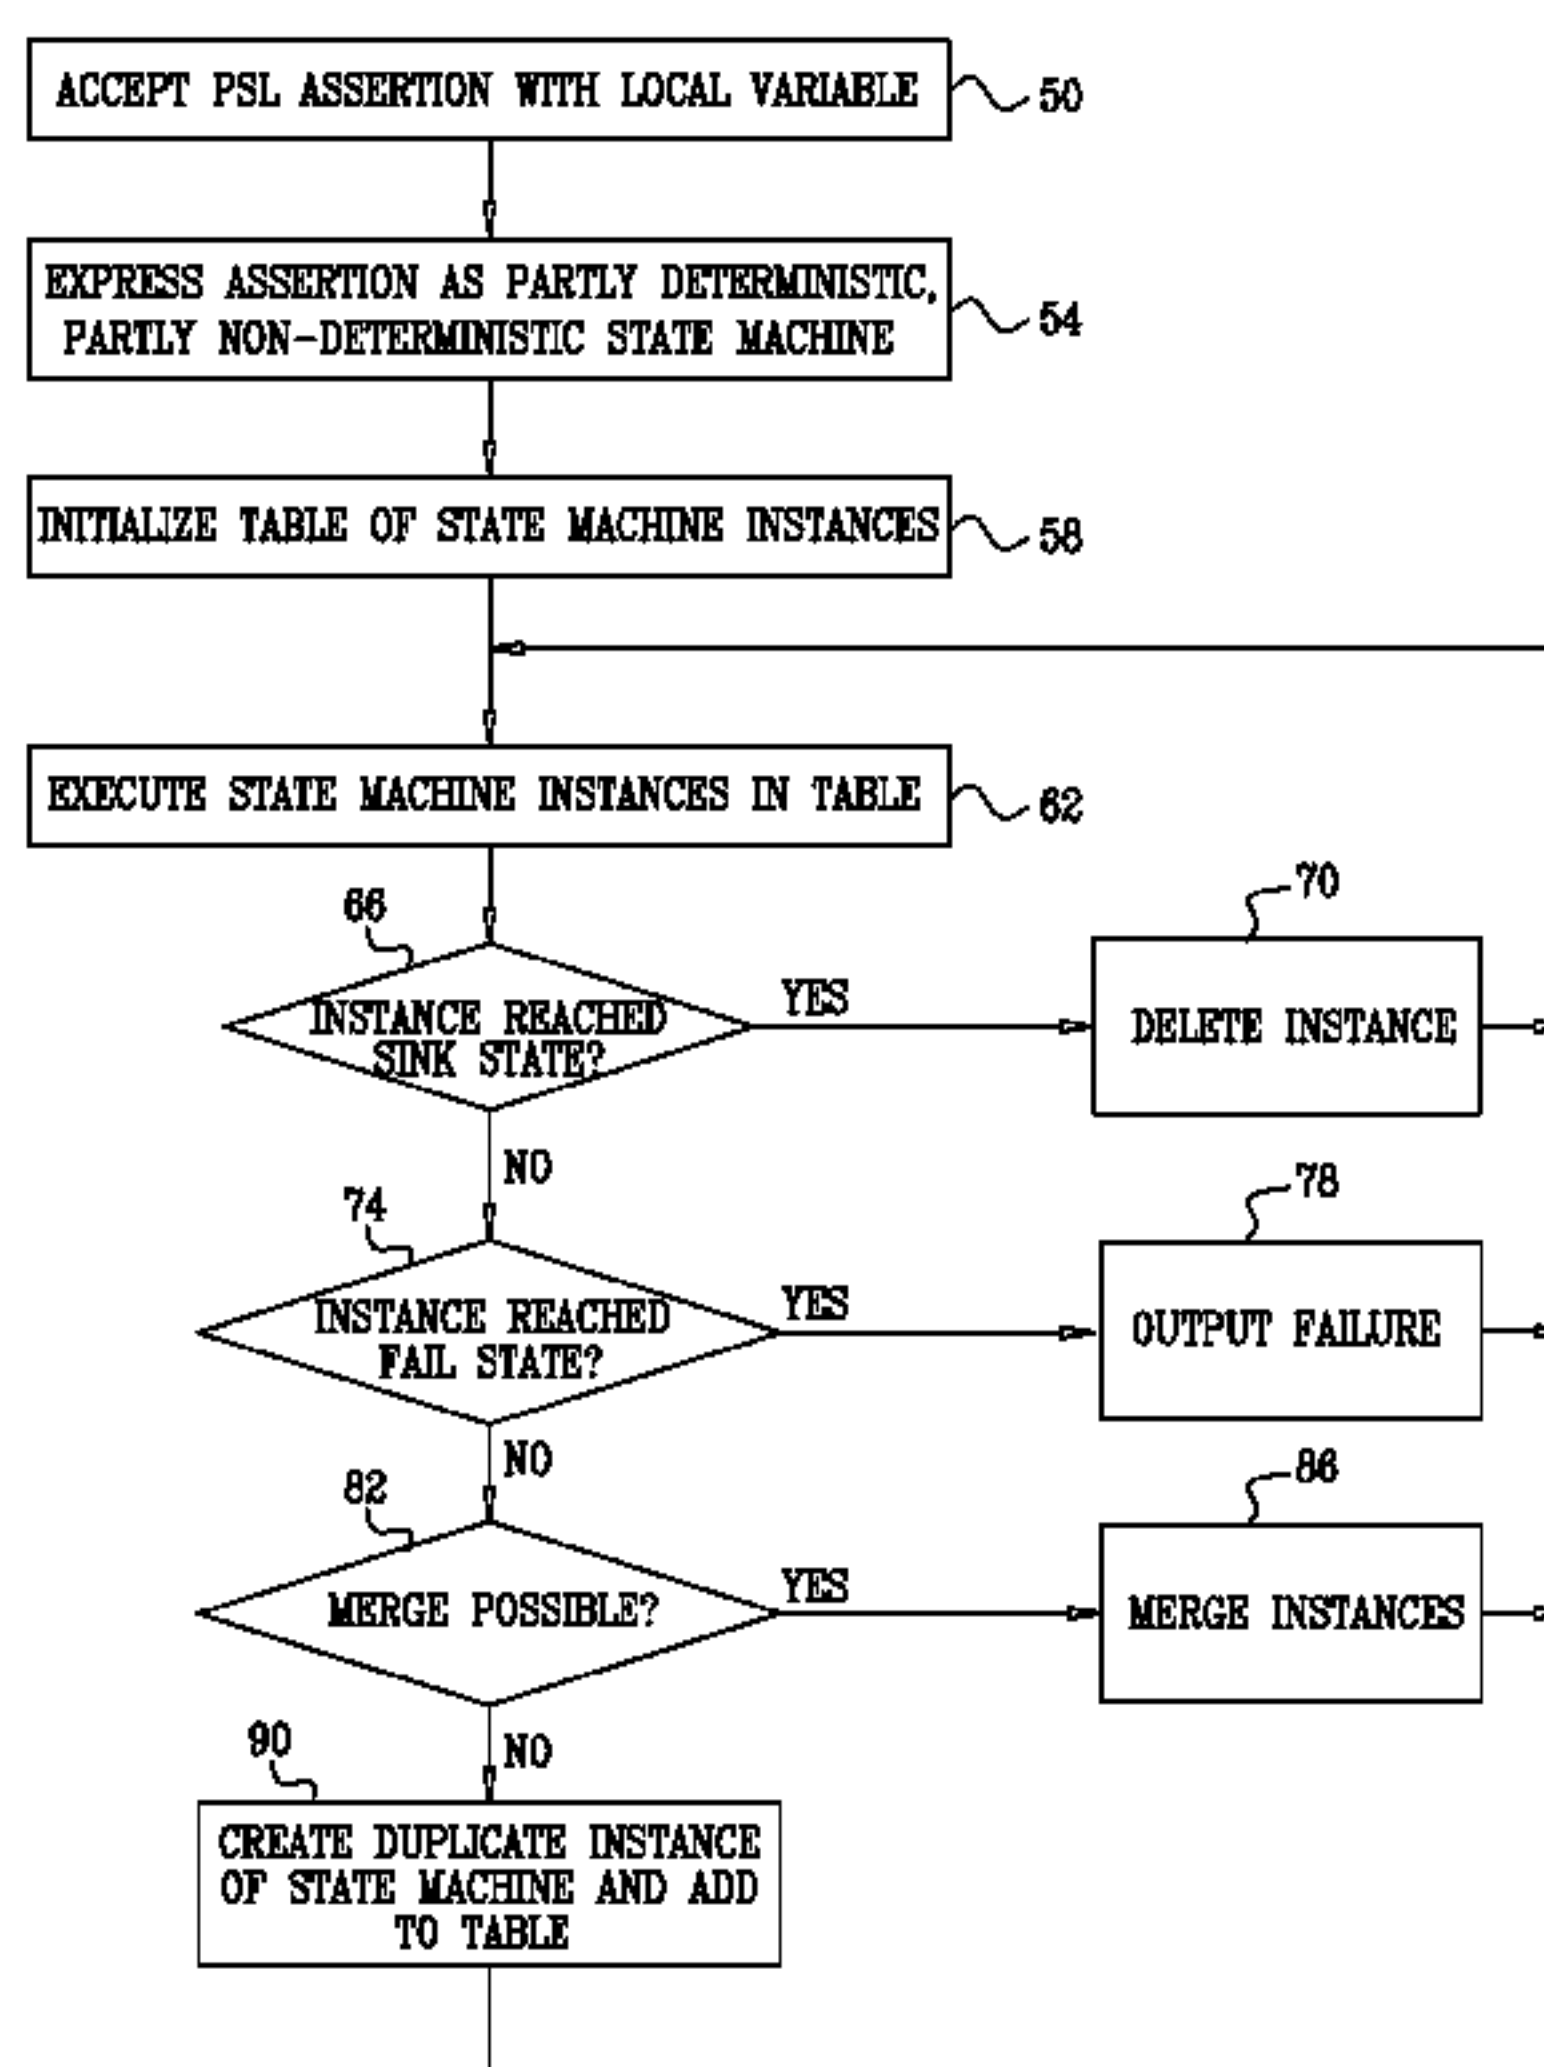 ACCEPT PSL ASSERTION WITH LOCAL VARIABLE
50
EXPRESS ASSERTION AS PARTLY DETERMINISTIC,
PARTLY NON-DETERMINISTIC STATE MACHINE
54
INITIALIZE TABLE OF STATE MACHINE INSTANCES
58
EXECUTE STATE MACHINE INSTANCES IN TABLE
62
66
INSTANCE REACHED
SINK STATE?
YES
70
DELETE INSTANCE
NO
74
INSTANCE REACHED
FAIL STATE?
YES
78
OUTPUT FAILURE
NO
82
MERGE POSSIBLE?
YES
86
MERGE INSTANCES
NO
90
CREATE DUPLICATE INSTANCE
OF STATE MACHINE AND ADD
TO TABLE